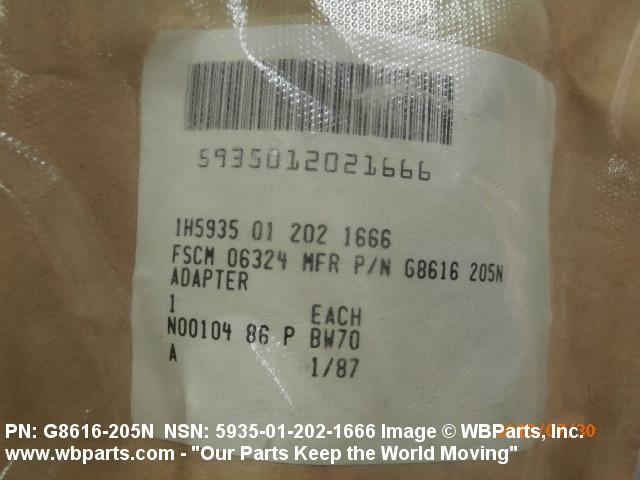 5935012021666
1H5935 01 202 1666
FSCM 06324 MFR P/N G8616 205N
ADAPTER
1 EACH
N00104 86 P BW70
A 1/87
PN: G8616-205N NSN: 5935-01-202-1666 Image © WBParts, Inc.
www.wbparts.com - "Our Parts Keep the World Moving"